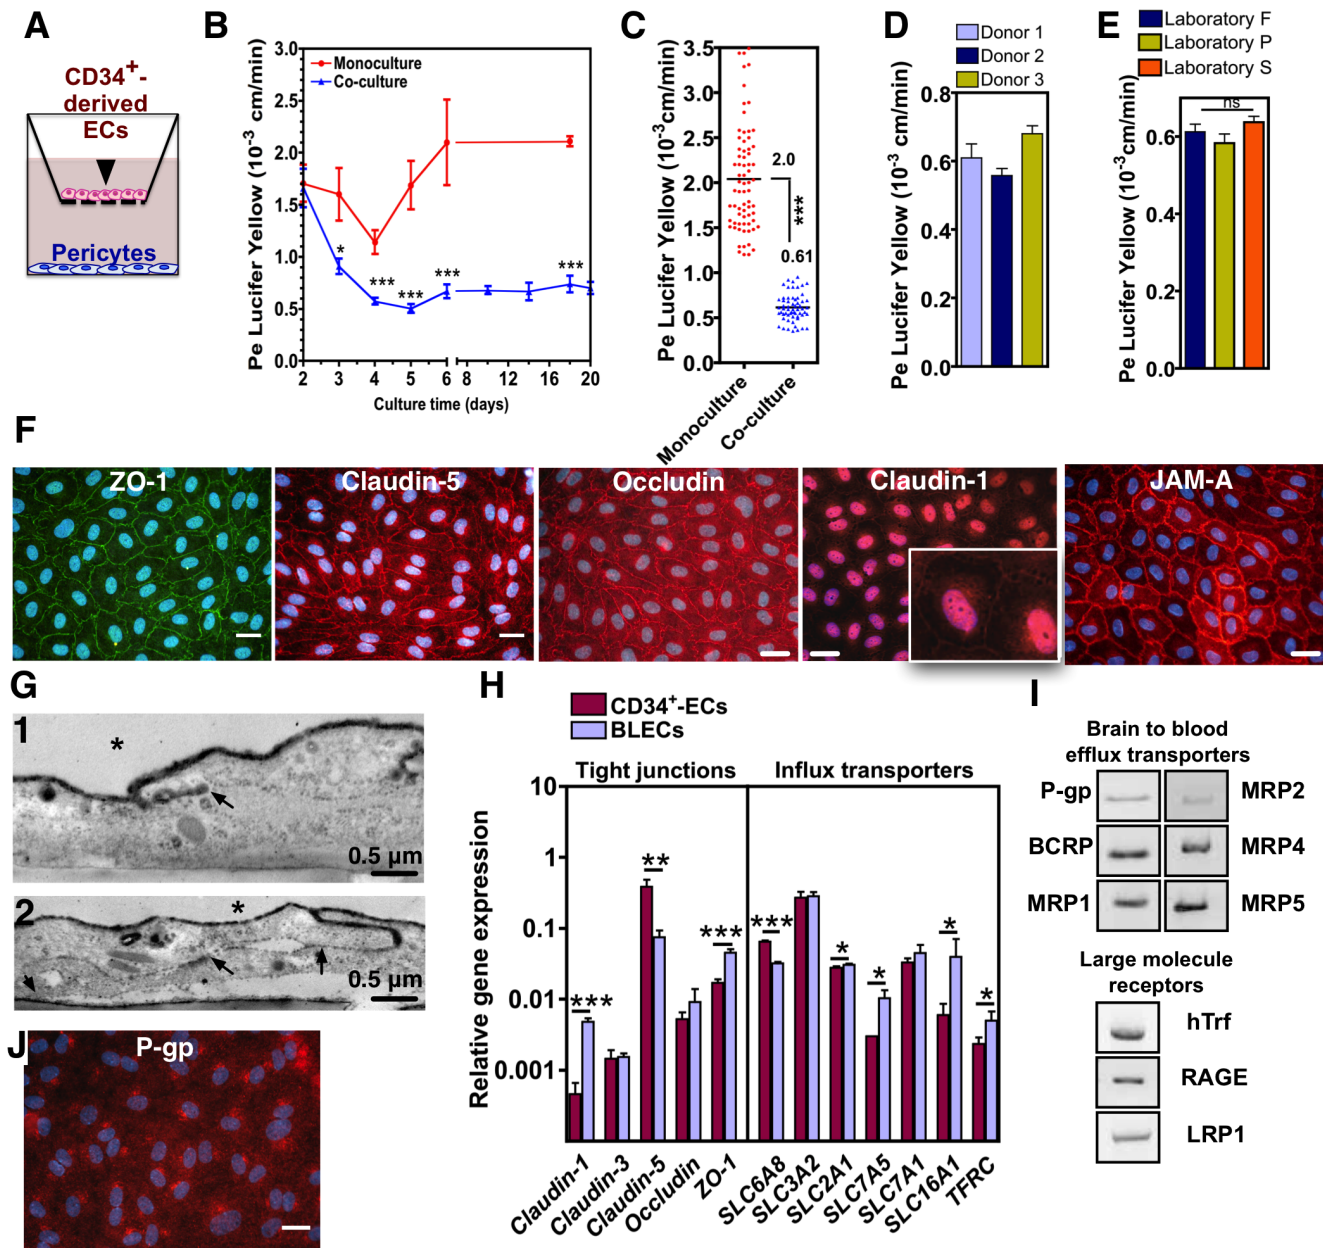 A
CD34+-
derived
ECs
Pericytes
B
Pe Lucifer Yellow (10-3 cm/min)
3.0
2.5
2.0
1.5
1.0
0.5
0.0
Monoculture
Co-culture
*
***
***
***
***
2
3
4
5
6
8
12
16
20
Culture time (days)
C
Pe Lucifer Yellow (10-3cm/min)
3.5
3.0
2.5
2.0
1.5
1.0
0.5
0.0
2.0
***
0.61
Monoculture
Co-culture
D
Donor 1
Donor 2
Donor 3
Pe Lucifer Yellow (10-3 cm/min)
0.8
0.6
0.4
0.2
0.0
E
Laboratory F
Laboratory P
Laboratory S
ns
Pe Lucifer Yellow (10-3cm/min)
0.6
0.4
0.2
0.0
F
ZO-1
Claudin-5
Occludin
Claudin-1
JAM-A
G
1
*
0.5 µm
2
*
0.5 µm
H
CD34+-ECs
BLECs
Tight junctions
Influx transporters
Relative gene expression
10
1
0.1
0.01
0.001
***
**
***
***
*
*
*
*
Claudin-1
Claudin-3
Claudin-5
Occludin
ZO-1
SLC6A8
SLC3A2
SLC2A1
SLC7A5
SLC7A1
SLC16A1
TFRC
I
Brain to blood
efflux transporters
P-gp
MRP2
BCRP
MRP4
MRP1
MRP5
Large molecule
receptors
hTrf
RAGE
LRP1
J
P-gp